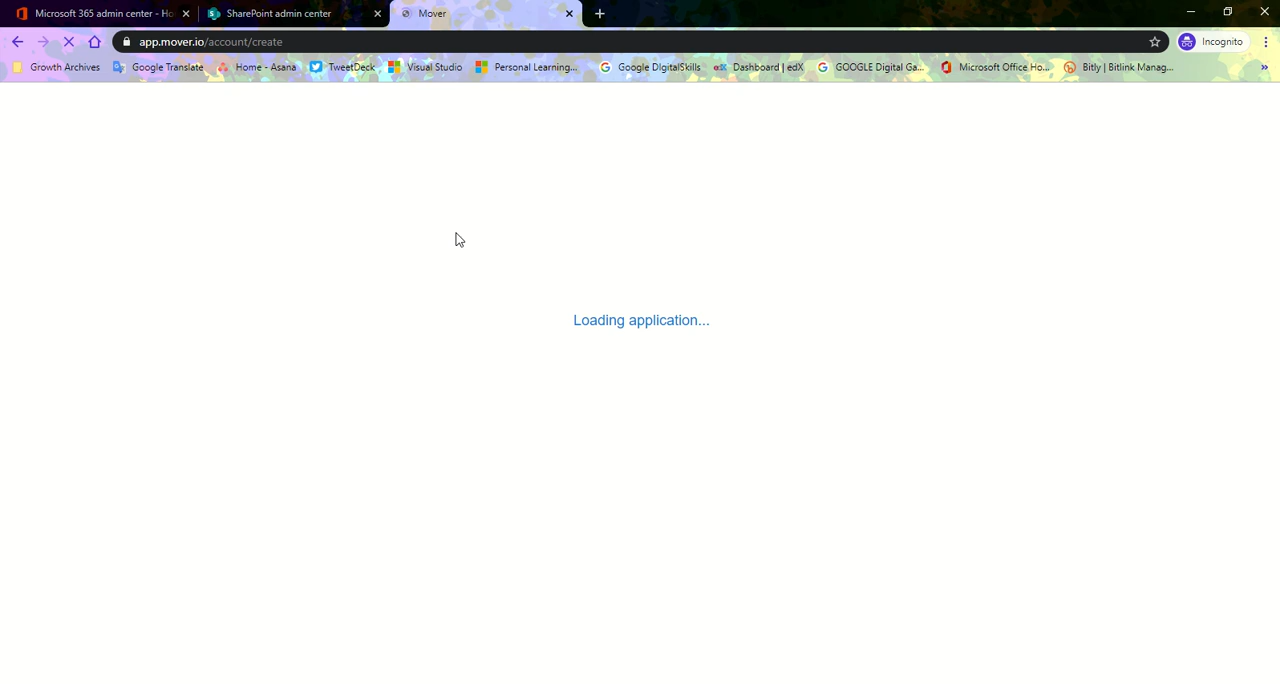 Microsoft 365 admin center - Ho
SharePoint admin center
Mover
app.mover.io/account/create
Incognito
Growth Archives
Google Translate
Home - Asana
TweetDeck
Visual Studio
Personal Learning...
Google DigitalSkills
Dashboard | edX
GOOGLE Digital Ga...
Microsoft Office Ho...
Bitly | Bitlink Manag...
»
Loading application...